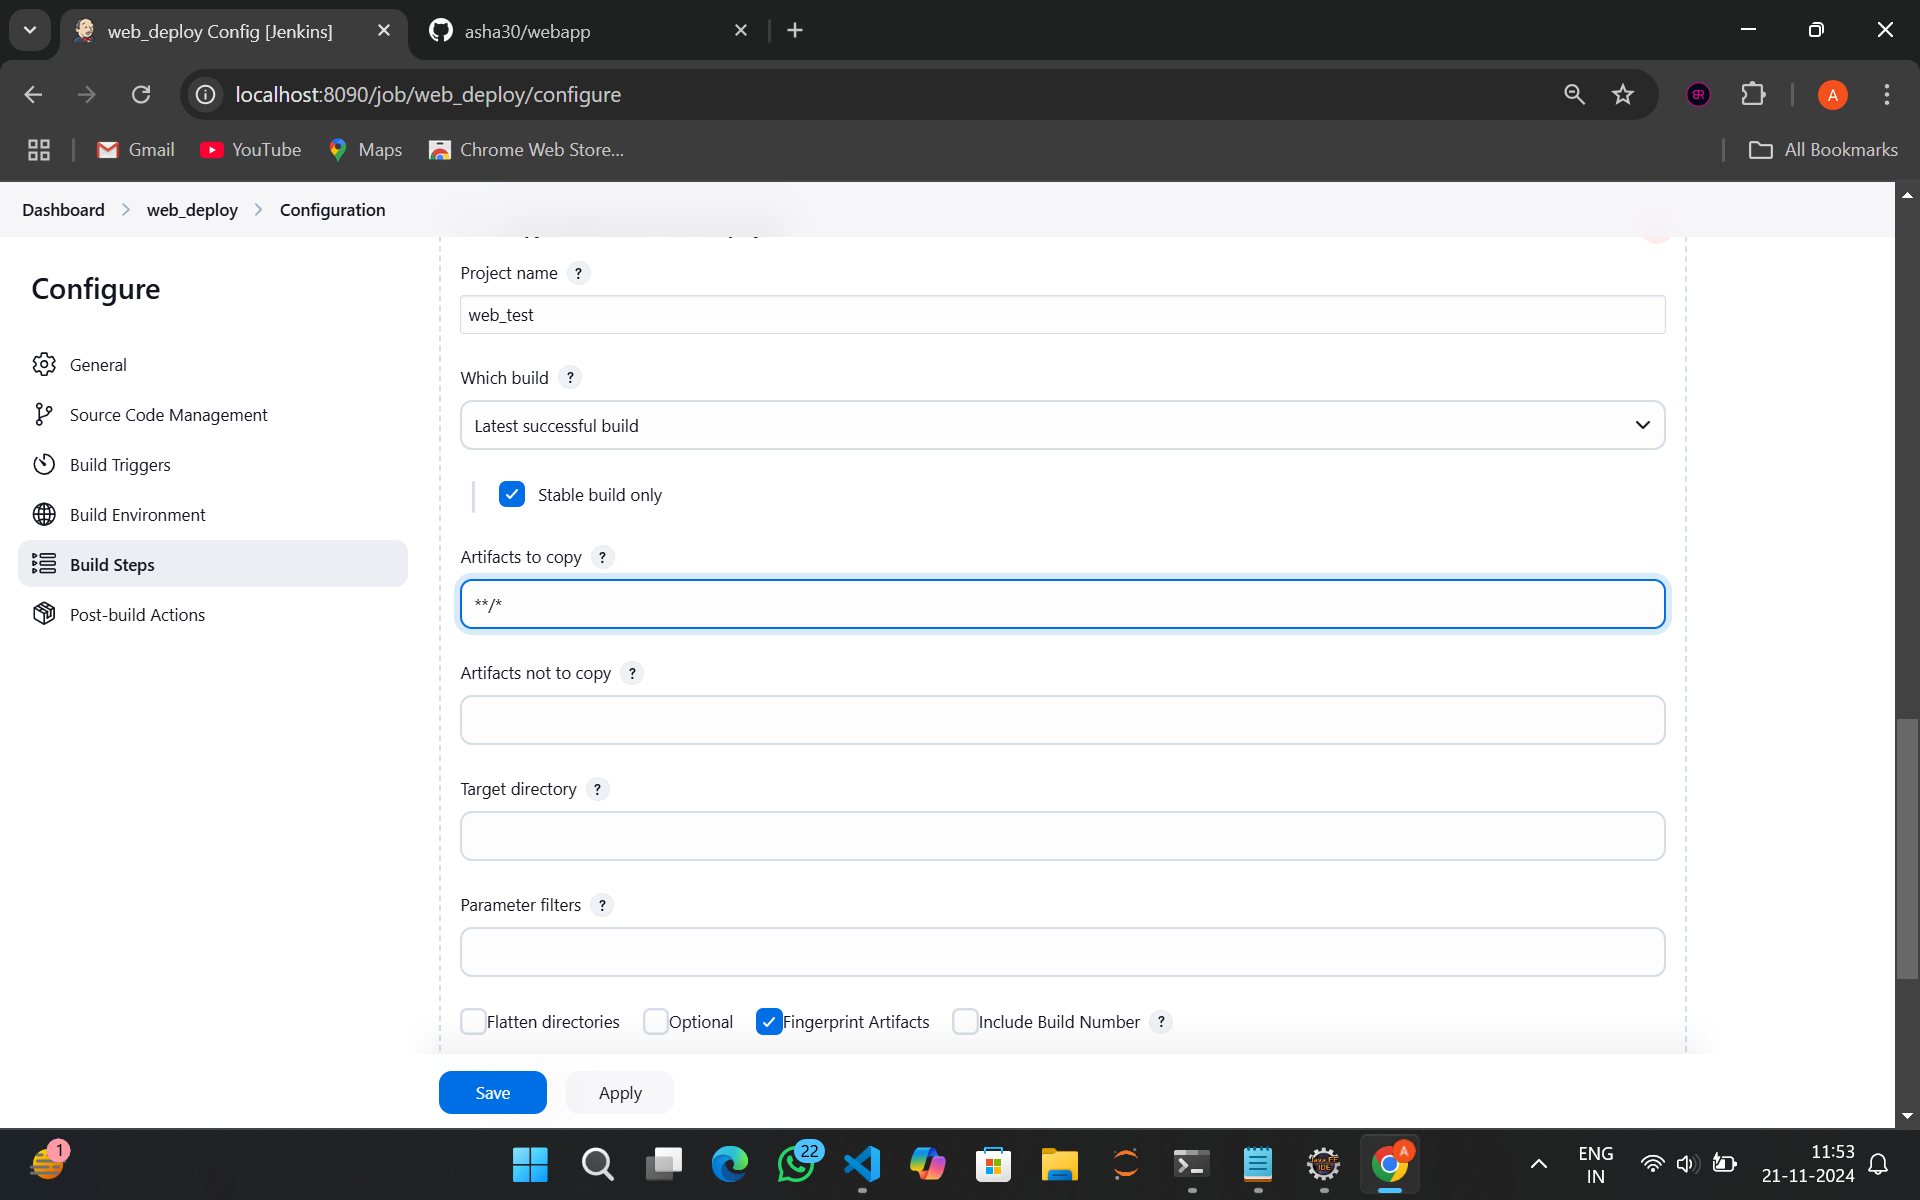 web_deploy Config [Jenkins]
asha30/webapp
localhost:8090/job/web_deploy/configure
A
Gmail
YouTube
Maps
Chrome Web Store...
All Bookmarks
Dashboard
web_deploy
Configuration
Configure
General
Source Code Management
Build Triggers
Build Environment
Build Steps
Post-build Actions
Project name ?
web_test
Which build ?
Latest successful build
Stable build only
Artifacts to copy ?
**/*
Artifacts not to copy ?
Target directory ?
Parameter filters ?
Flatten directories Optional Fingerprint Artifacts Include Build Number ?
Save
Apply
1
22
A
ENG
IN
11:53
21-11-2024